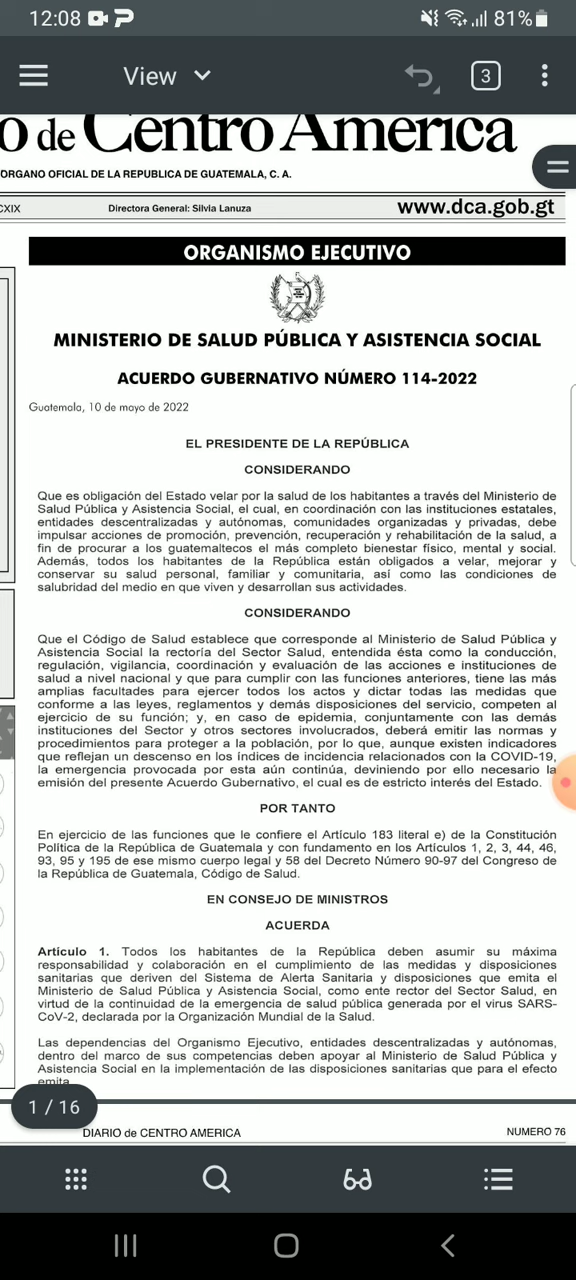 12:08
81%
View
3
o de Centro América
ORGANO OFICIAL DE LA REPUBLICA DE GUATEMALA, C. A.
CXIX
Directora General: Silvia Lanuza
www.dca.gob.gt
ORGANISMO EJECUTIVO
MINISTERIO DE SALUD PÚBLICA Y ASISTENCIA SOCIAL
ACUERDO GUBERNATIVO NÚMERO 114-2022
Guatemala, 10 de mayo de 2022
EL PRESIDENTE DE LA REPÚBLICA
CONSIDERANDO
Que es obligación del Estado velar por la salud de los habitantes a través del Ministerio de
Salud Pública y Asistencia Social, el cual, en coordinación con las instituciones estatales,
entidades descentralizadas y autónomas, comunidades organizadas y privadas, debe
impulsar acciones de promoción, prevención, recuperación y rehabilitación de la salud, a
fin de procurar a los guatemaltecos el más completo bienestar físico, mental y social.
Además, todos los habitantes de la República están obligados a velar, mejorar y
conservar su salud personal, familiar y comunitaria, así como las condiciones de
salubridad del medio en que viven y desarrollan sus actividades.
CONSIDERANDO
Que el Código de Salud establece que corresponde al Ministerio de Salud Pública y
Asistencia Social la rectoría del Sector Salud, entendida ésta como la conducción,
regulación, vigilancia, coordinación y evaluación de las acciones e instituciones de
salud a nivel nacional y que para cumplir con las funciones anteriores, tiene las más
amplias facultades para ejercer todos los actos y dictar todas las medidas que
conforme a las leyes, reglamentos y demás disposiciones del servicio, competen al
ejercicio de su función; y, en caso de epidemia, conjuntamente con las demás
instituciones del Sector y otros sectores involucrados, deberá emitir las normas y
procedimientos para proteger a la población, por lo que, aunque existen indicadores
que reflejan un descenso en los índices de incidencia relacionados con la COVID-19,
la emergencia provocada por esta aún continúa, deviniendo por ello necesario la
emisión del presente Acuerdo Gubernativo, el cual es de estricto interés del Estado.
POR TANTO
En ejercicio de las funciones que le confiere el Artículo 183 literal e) de la Constitución
Política de la República de Guatemala y con fundamento en los Artículos 1, 2, 3, 44, 46,
93, 95 y 195 de ese mismo cuerpo legal y 58 del Decreto Número 90-97 del Congreso de
la República de Guatemala, Código de Salud.
EN CONSEJO DE MINISTROS
ACUERDA
Artículo 1. Todos los habitantes de la República deben asumir su máxima
responsabilidad y colaboración en el cumplimiento de las medidas y disposiciones
sanitarias que deriven del Sistema de Alerta Sanitaria y disposiciones que emita el
Ministerio de Salud Pública y Asistencia Social, como ente rector del Sector Salud, en
virtud de la continuidad de la emergencia de salud pública generada por el virus SARS-
CoV-2, declarada por la Organización Mundial de la Salud.
Las dependencias del Organismo Ejecutivo, entidades descentralizadas y autónomas,
dentro del marco de sus competencias deben apoyar al Ministerio de Salud Pública y
Asistencia Social en la implementación de las disposiciones sanitarias que para el efecto
emita.
1 / 16
DIARIO de CENTRO AMERICA
NUMERO 76